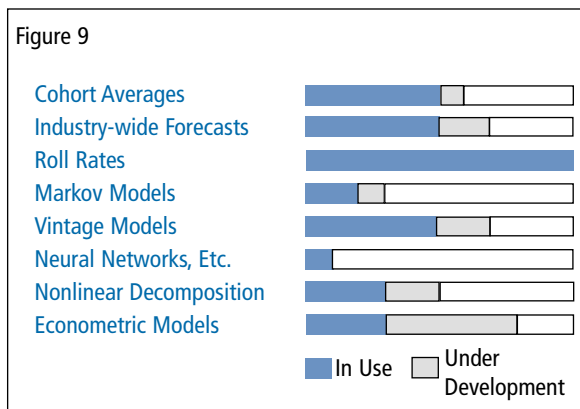 Figure 9
Cohort Averages
Industry-wide Forecasts
Roll Rates
Markov Models
Vintage Models
Neural Networks, Etc.
Nonlinear Decomposition
Econometric Models
In Use
Under
Development